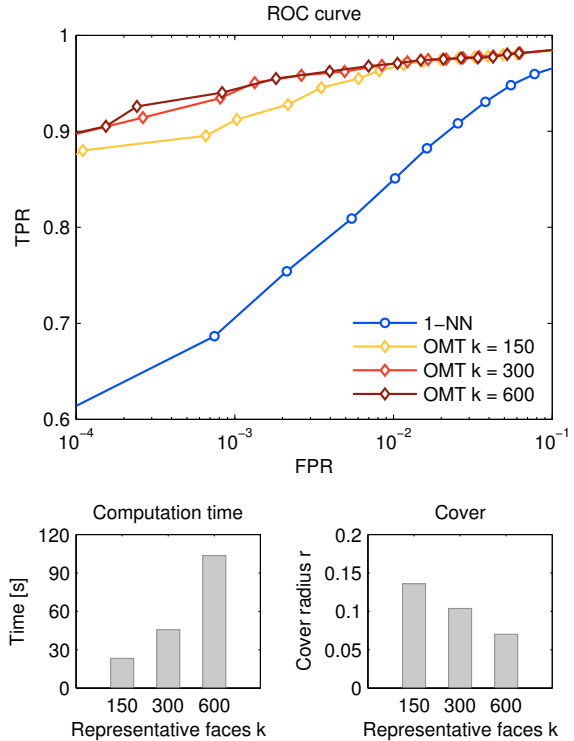 ROC curve
1
0.9
0.8
0.7
0.6
TPR
10⁻⁴
10⁻³
10⁻²
10⁻¹
FPR
1−NN
OMT k = 150
OMT k = 300
OMT k = 600
Computation time
120
90
60
30
0
Time [s]
150 300 600
Representative faces k
Cover
0.2
0.15
0.1
0.05
0
Cover radius r
150 300 600
Representative faces k